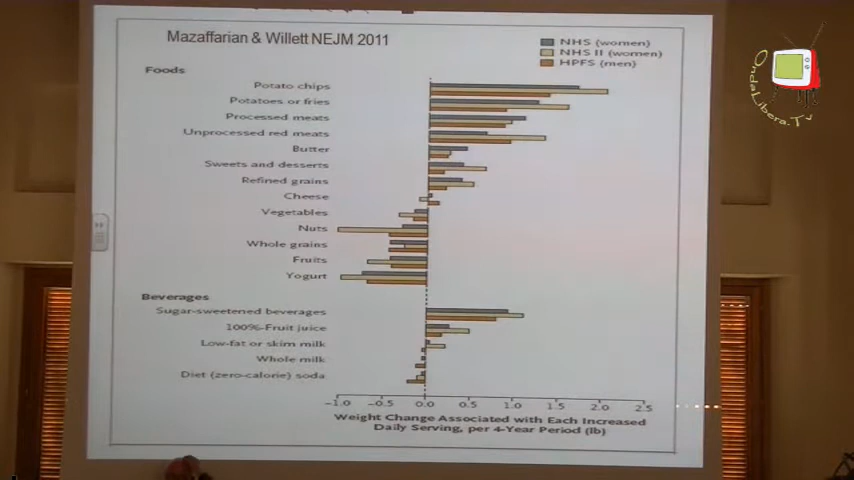 Mazaffarian & Willett NEJM 2011
NHS (women)
NHS II (women)
HPFS (men)
Foods
Potato chips
Potatoes or fries
Processed meats
Unprocessed red meats
Butter
Sweets and desserts
Refined grains
Cheese
Vegetables
Nuts
Whole grains
Fruits
Yogurt
Beverages
Sugar-sweetened beverages
100%-Fruit juice
Low-fat or skim milk
Whole milk
Diet (zero-calorie) soda
−1.0 −0.5 0.0 0.5 1.0 1.5 2.0 2.5
Weight Change Associated with Each Increased
Daily Serving, per 4-Year Period (lb)
OndaLibera.Tv